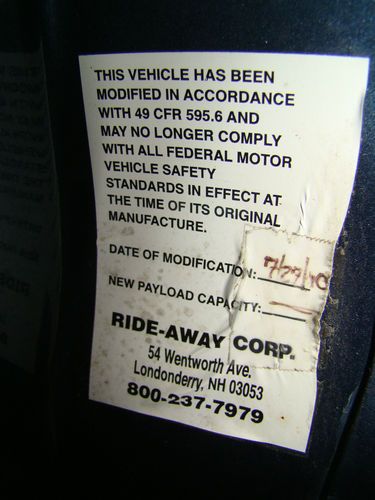 THIS VEHICLE HAS BEEN
MODIFIED IN ACCORDANCE
WITH 49 CFR 595.6 AND
MAY NO LONGER COMPLY
WITH ALL FEDERAL MOTOR
VEHICLE SAFETY
STANDARDS IN EFFECT AT
THE TIME OF ITS ORIGINAL
MANUFACTURE.
DATE OF MODIFICATION:
NEW PAYLOAD CAPACITY:
RIDE-AWAY CORP.
54 Wentworth Ave.
Londonderry, NH 03053
800-237-7979